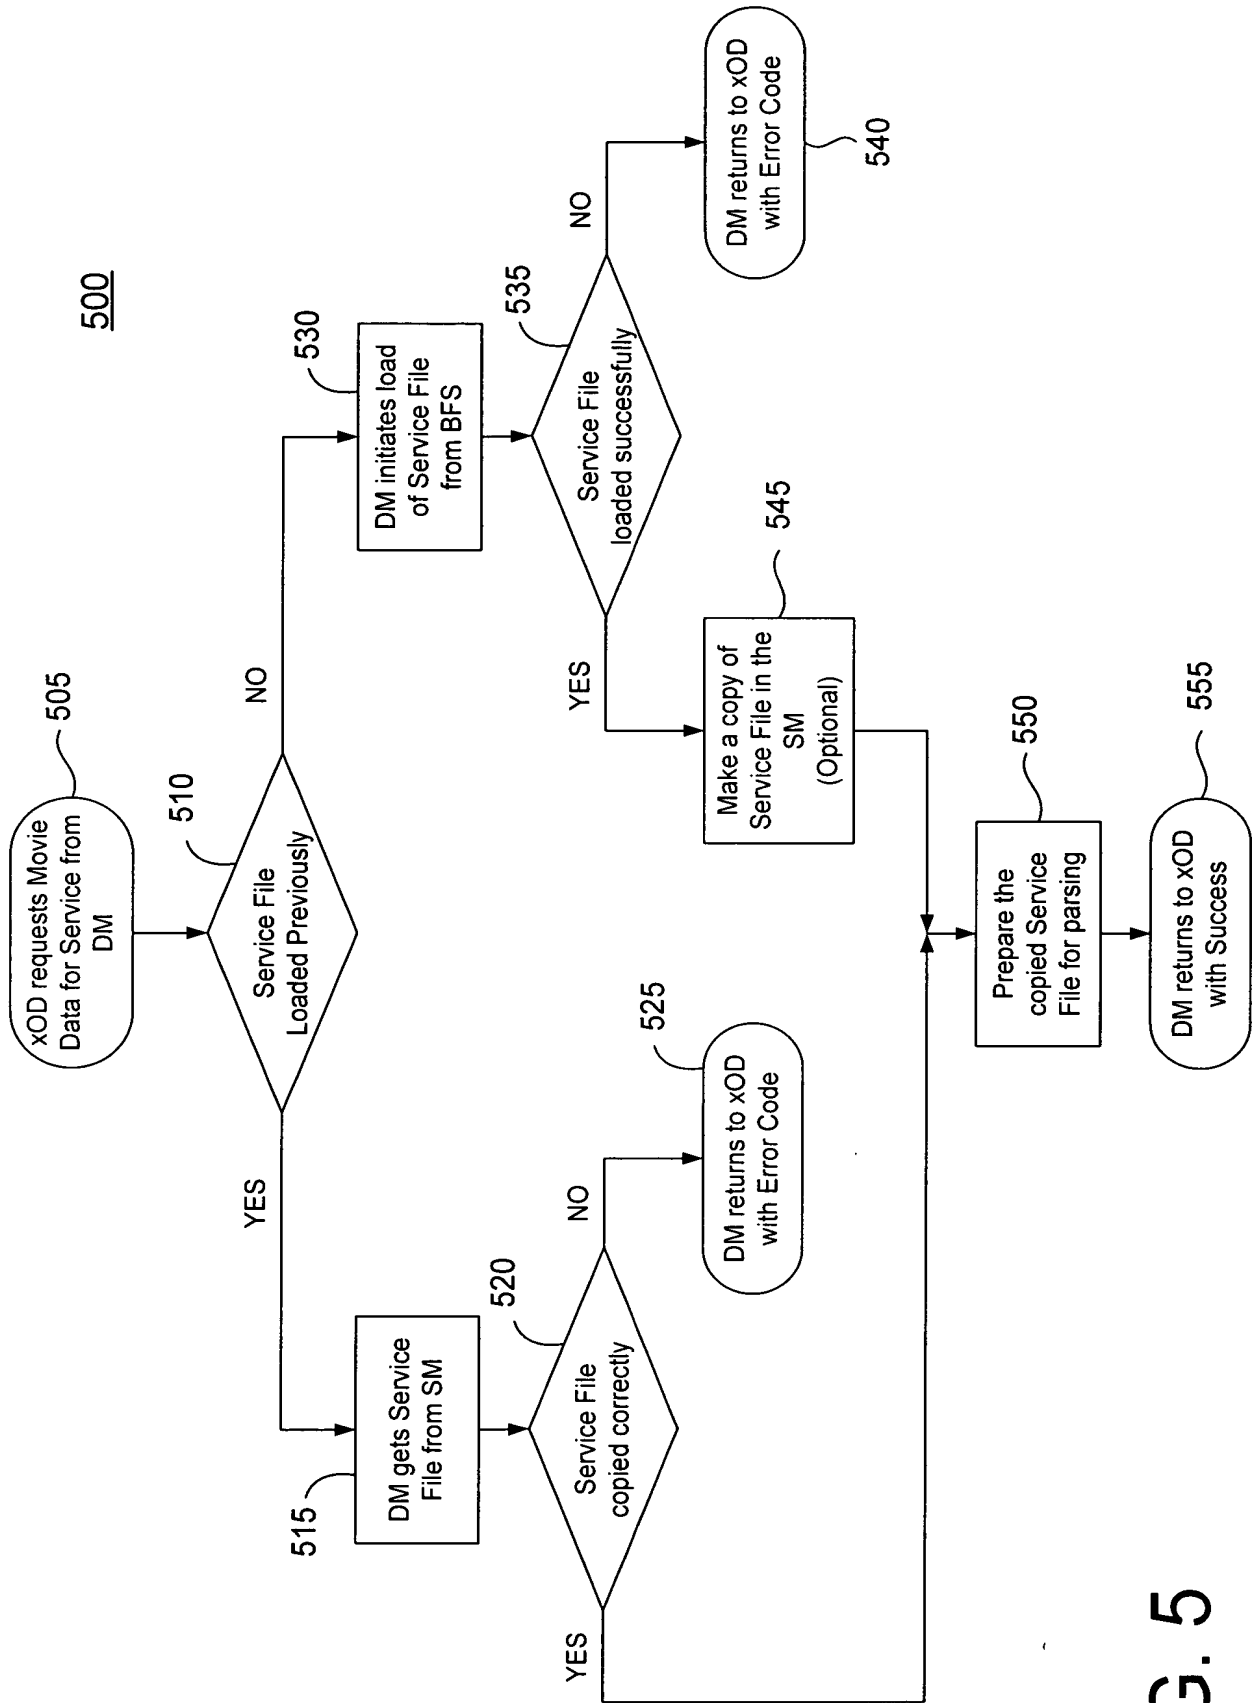 500
xOD requests Movie
Data for Service from
DM
505
Service File
Loaded Previously
510
YES
NO
DM gets Service
File from SM
515
Service File
copied correctly
520
YES
NO
DM returns to xOD
with Error Code
525
DM initiates load
of Service File
from BFS
530
Service File
loaded successfully
535
YES
NO
DM returns to xOD
with Error Code
540
Make a copy of
Service File in the
SM
(Optional)
545
Prepare the
copied Service
File for parsing
550
DM returns to xOD
with Success
555
G. 5